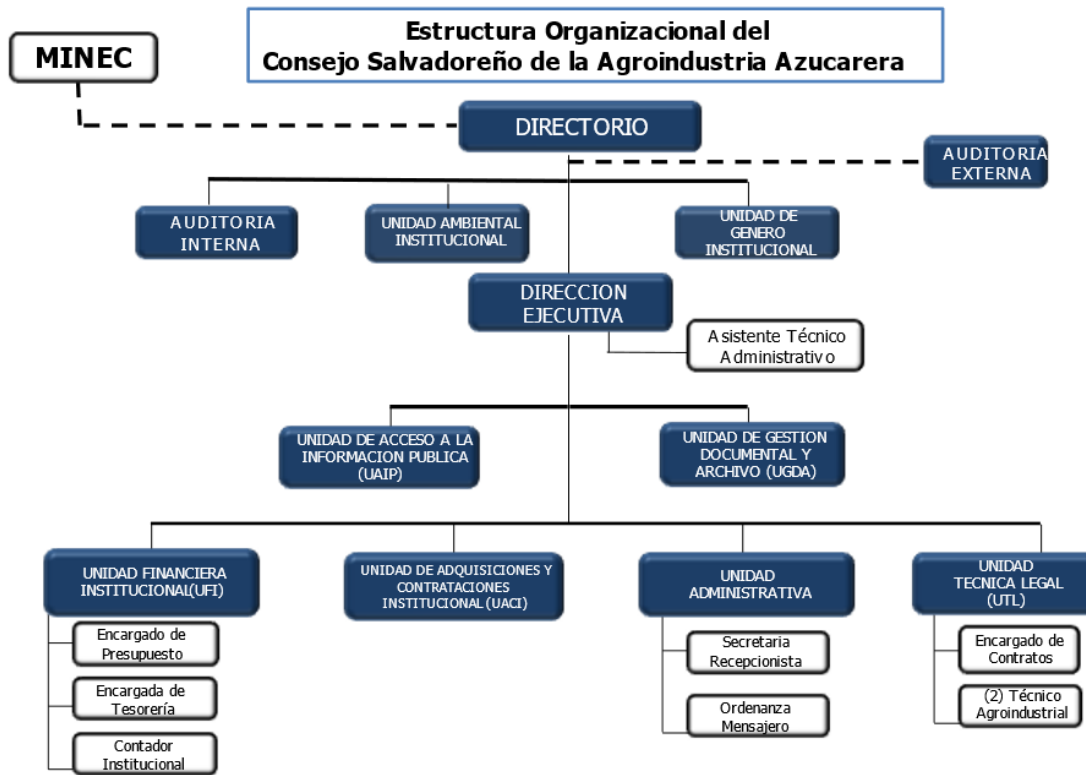 Estructura Organizacional del
Consejo Salvadoreño de la Agroindustria Azucarera
MINEC
DIRECTORIO
AUDITORIA
EXTERNA
AUDITORIA
INTERNA
UNIDAD AMBIENTAL
INSTITUCIONAL
UNIDAD DE
GENERO
INSTITUCIONAL
DIRECCION
EJECUTIVA
Asistente Técnico
Administrativo
UNIDAD DE ACCESO A LA
INFORMACION PUBLICA
(UAIP)
UNIDAD DE GESTION
DOCUMENTAL Y
ARCHIVO (UGDA)
UNIDAD FINANCIERA
INSTITUCIONAL(UFI)
Encargado de
Presupuesto
Encargada de
Tesorería
Contador
Institucional
UNIDAD DE ADQUISICIONES Y
CONTRATACIONES
INSTITUCIONAL (UACI)
UNIDAD
ADMINISTRATIVA
Secretaria
Recepcionista
Ordenanza
Mensajero
UNIDAD
TECNICA LEGAL
(UTL)
Encargado de
Contratos
(2) Técnico
Agroindustrial